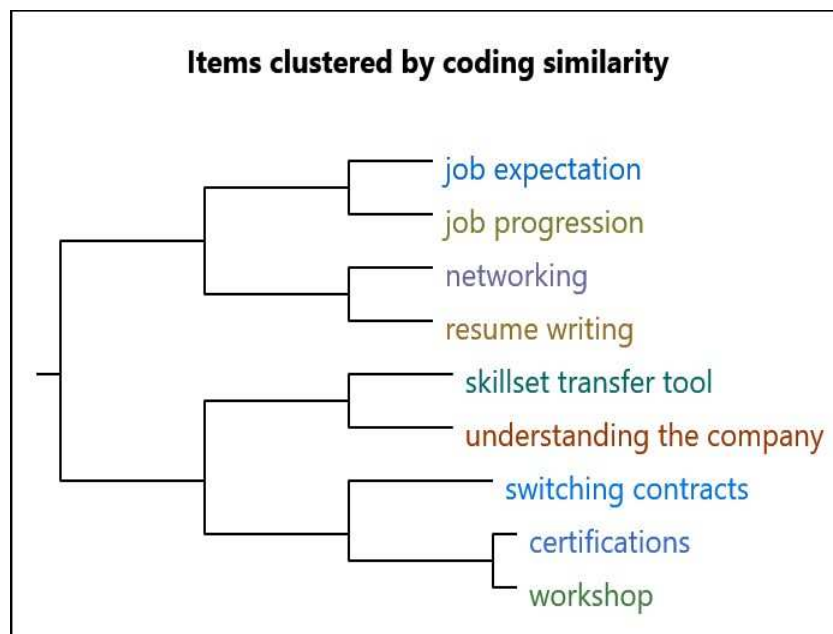 Items clustered by coding similarity
job expectation
job progression
networking
resume writing
skillset transfer tool
understanding the company
switching contracts
certifications
workshop